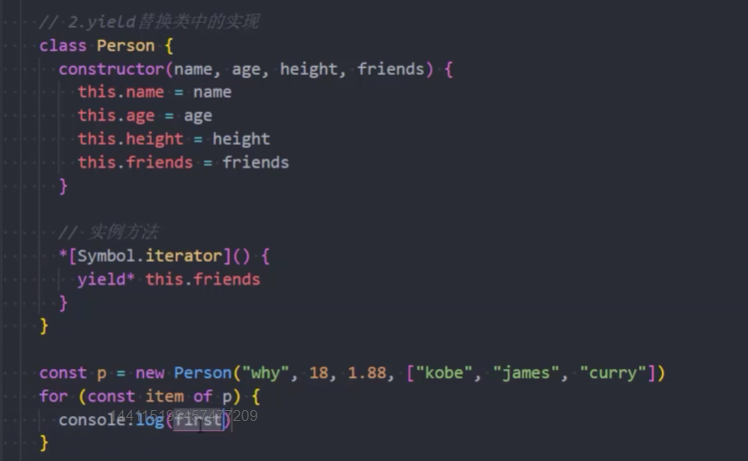 // 2.yield替换类中的实现
class Person {
constructor(name, age, height, friends) {
this.name = name
this.age = age
this.height = height
this.friends = friends
}
// 实例方法
*[Symbol.iterator]() {
yield* this.friends
}
}
const p = new Person("why", 18, 1.88, ["kobe", "james", "curry"])
for (const item of p) {
console.log(first)
}